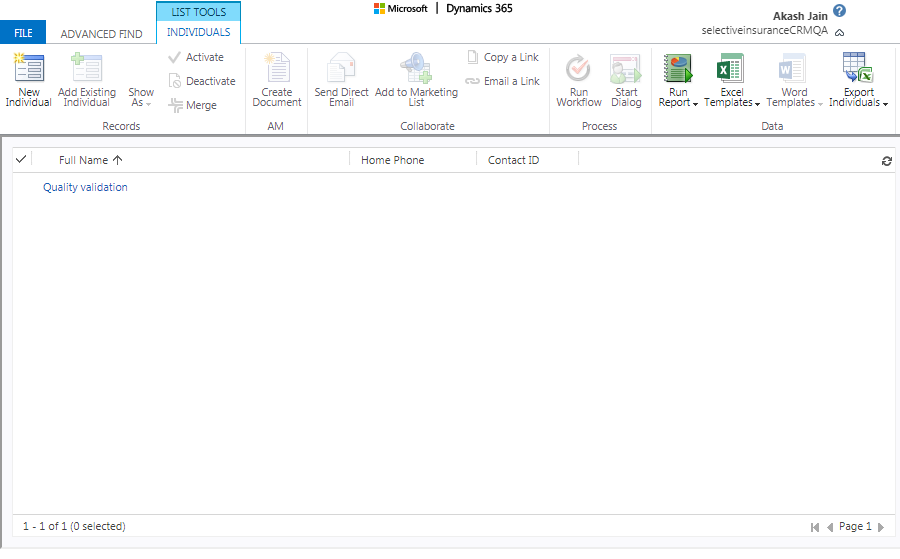 Microsoft | Dynamics 365
Akash Jain
selectiveinsuranceCRMQA
FILE
ADVANCED FIND
LIST TOOLS
INDIVIDUALS
New
Individual
Add Existing
Individual
Show
As
Activate
Deactivate
Merge
Records
Create
Document
AM
Send Direct
Email
Add to Marketing
List
Copy a Link
Email a Link
Collaborate
Run
Workflow
Start
Dialog
Process
Run
Report
Excel
Templates
Word
Templates
Export
Individuals
Data
Full Name
Home Phone
Contact ID
Quality validation
1 - 1 of 1 (0 selected)
Page 1